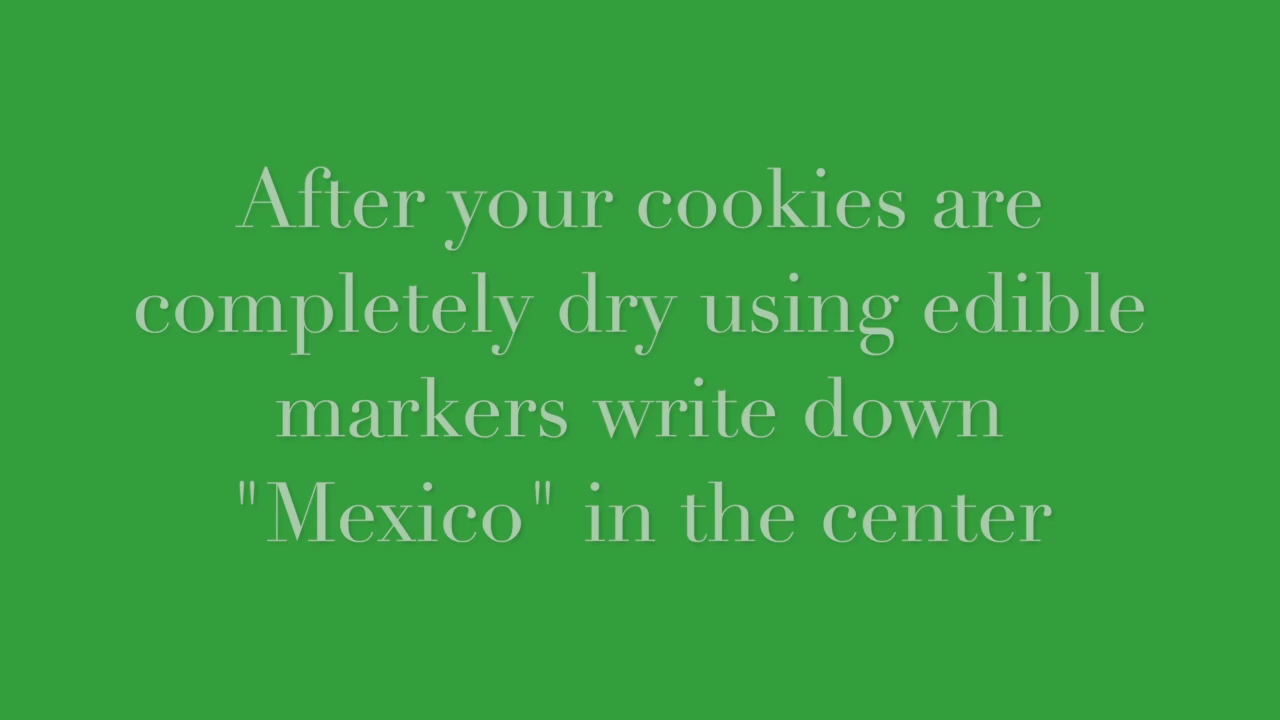 After your cookies are
completely dry using edible
markers write down
"Mexico" in the center